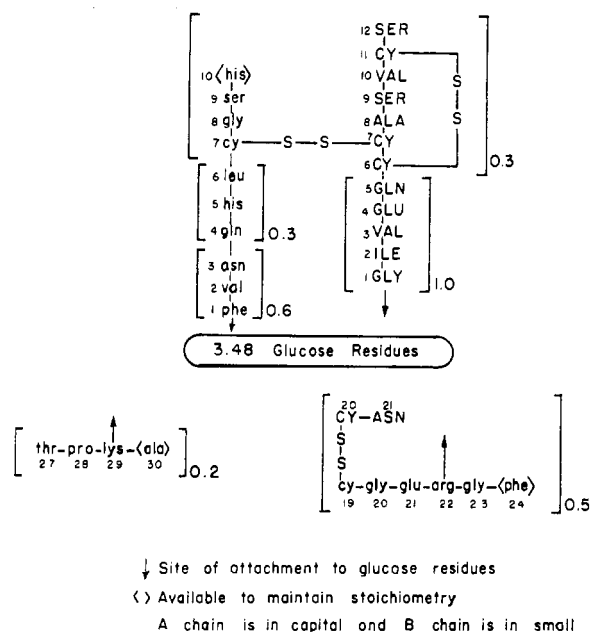 12 SER
11 CY
10 ⟨his⟩ 10 VAL
9 ser 9 SER
8 gly 8 ALA
7 cy —S—S— 7 CY
S
S
6 CY
0.3
6 leu
5 his
4 gln
0.3
5 GLN
4 GLU
3 VAL
2 ILE
1 GLY
1.0
3 asn
2 val
1 phe
0.6
3.48 Glucose Residues
thr-pro-lys-⟨ala⟩
27 28 29 30
0.2
20 21
CY-ASN
S
S
cy-gly-glu-arg-gly-⟨phe⟩
19 20 21 22 23 24
0.5
↓ Site of attachment to glucose residues
⟨ ⟩ Available to maintain stoichiometry
A chain is in capital and B chain is in small